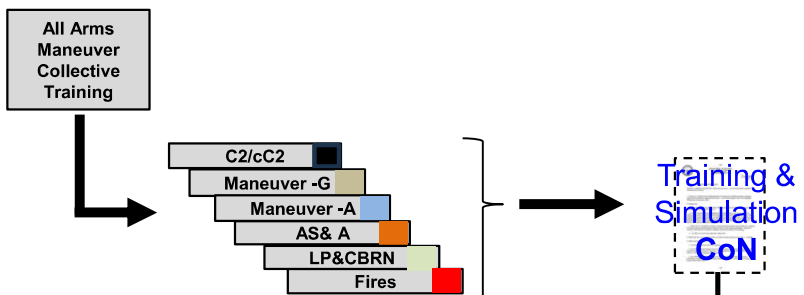 All Arms
Maneuver
Collective
Training
C2/cC2
Maneuver -G
Maneuver -A
AS& A
LP&CBRN
Fires
Training &
Simulation
CoN